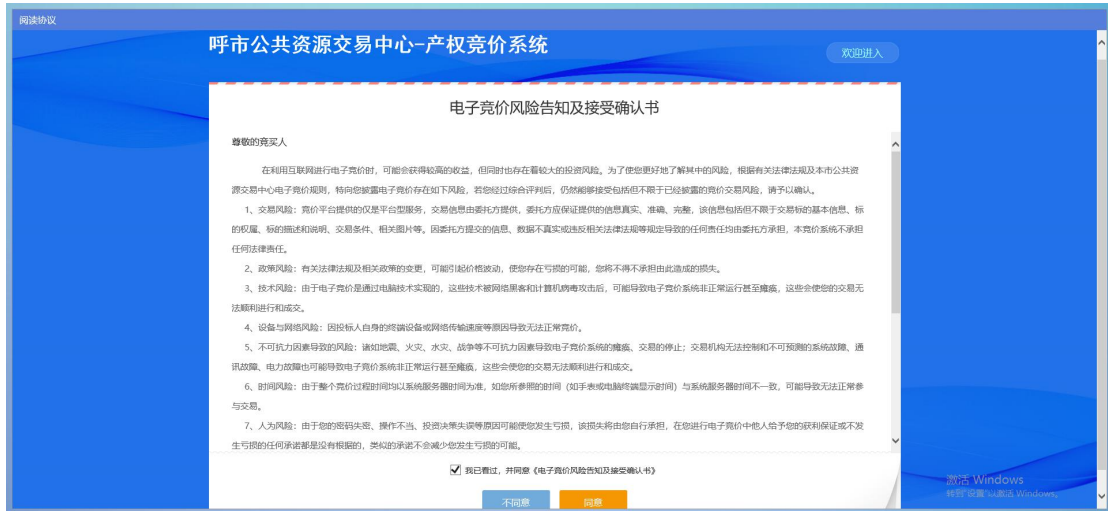 阅读协议
呼市公共资源交易中心-产权竞价系统
欢迎进入
电子竞价风险告知及接受确认书
尊敬的竞买人
在利用互联网进行电子竞价时，可能会获得较高的收益，但同时也存在着较大的投资风险。为了使您更好地了解其中的风险，根据有关法律法规及本市公共资
源交易中心电子竞价规则，特向您披露电子竞价存在如下风险，若您经过综合评判后，仍然能够接受包括但不限于已经披露的竞价交易风险，请予以确认。
1、交易风险：竞价平台提供的仅是平台型服务，交易信息由委托方提供，委托方应保证提供的信息真实、准确、完整，该信息包括但不限于交易标的基本信息、标
的权属、标的描述和说明、交易条件、相关图片等。因委托方提交的信息、数据不真实或违反相关法律法规等规定导致的任何责任均由委托方承担，本竞价系统不承担
任何法律责任。
2、政策风险：有关法律法规及相关政策的变更，可能引起价格波动，使您存在亏损的可能，您将不得不承担由此造成的损失。
3、技术风险：由于电子竞价是通过电脑技术实现的，这些技术被网络黑客和计算机病毒攻击后，可能导致电子竞价系统非正常运行甚至瘫痪，这些会使您的交易无
法顺利进行和成交。
4、设备与网络风险：因投标人自身的终端设备或网络传输速度等原因导致无法正常竞价。
5、不可抗力因素导致的风险：诸如地震、火灾、水灾、战争等不可抗力因素导致电子竞价系统的瘫痪、交易的停止；交易机构无法控制和不可预测的系统故障、通
讯故障、电力故障也可能导致电子竞价系统非正常运行甚至瘫痪，这些会使您的交易无法顺利进行和成交。
6、时间风险：由于整个竞价过程时间均以系统服务器时间为准，如您所参照的时间（如手表或电脑终端显示时间）与系统服务器时间不一致，可能导致无法正常参
与交易。
7、人为风险：由于您的密码失密、操作不当、投资决策失误等原因可能使您发生亏损，该损失将由您自行承担，在您进行电子竞价中他人给予您的获利保证或不发
生亏损的任何承诺都是没有根据的，类似的承诺不会减少您发生亏损的可能。
我已看过，并同意《电子竞价风险告知及接受确认书》
不同意
同意
激活 Windows
转到"设置"以激活 Windows。